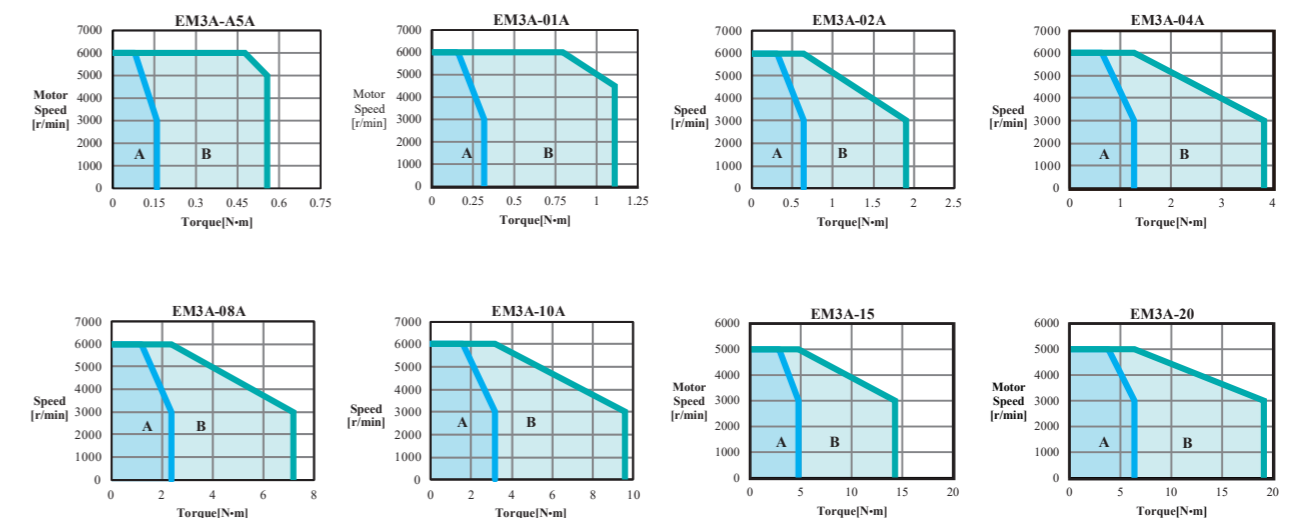 EM3A-A5A
7000
6000
5000
4000
3000
2000
1000
0
Motor
Speed
[r/min]
A
B
0 0.15 0.3 0.45 0.6 0.75
Torque[N•m]
EM3A-01A
7000
6000
5000
4000
3000
2000
1000
0
Motor
Speed
[r/min]
A
B
0 0.25 0.5 0.75 1 1.25
Torque[N•m]
EM3A-02A
7000
6000
5000
4000
3000
2000
1000
0
Speed
[r/min]
A
B
0 0.5 1 1.5 2 2.5
Torque[N•m]
EM3A-04A
7000
6000
5000
4000
3000
2000
1000
0
Speed
[r/min]
A
B
0 1 2 3 4
Torque[N•m]
EM3A-08A
7000
6000
5000
4000
3000
2000
1000
0
Speed
[r/min]
A
B
0 2 4 6 8
Torque[N•m]
EM3A-10A
7000
6000
5000
4000
3000
2000
1000
0
Speed
[r/min]
A
B
0 2 4 6 8 10
Torque[N•m]
EM3A-15
6000
5000
4000
3000
2000
1000
0
Motor
Speed
[r/min]
A
B
0 5 10 15 20
Torque[N•m]
EM3A-20
6000
5000
4000
3000
2000
1000
0
Motor
Speed
[r/min]
A
B
0 5 10 15 20
Torque[N•m]